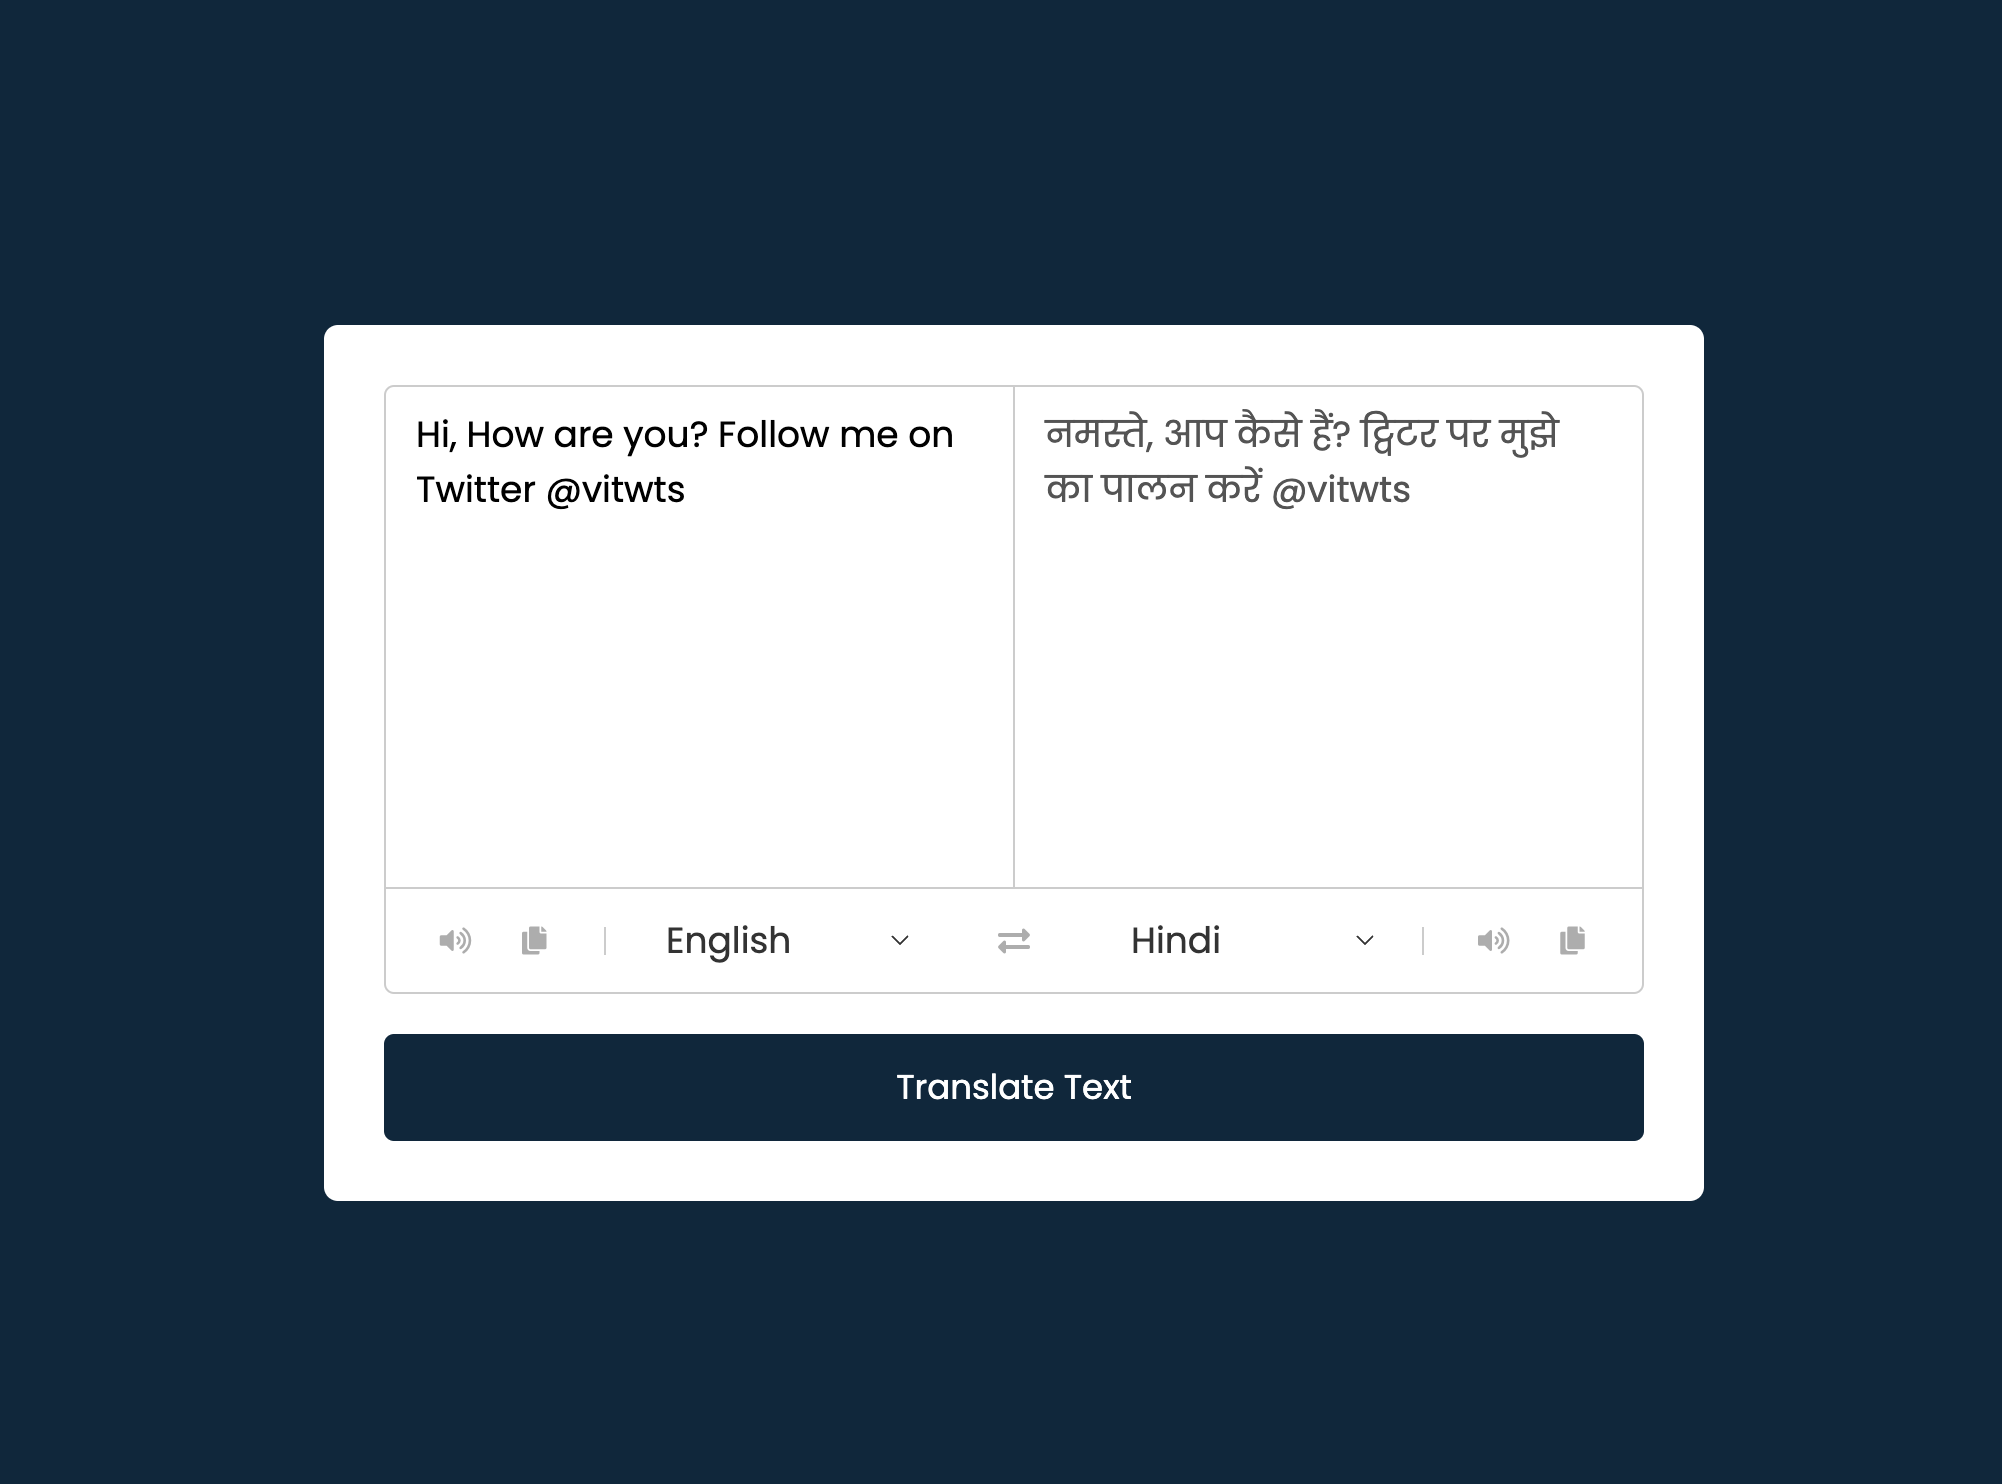 Hi, How are you? Follow me on
Twitter @vitwts
नमस्ते, आप कैसे हैं? ट्विटर पर मुझे
का पालन करें @vitwts
English
Hindi
Translate Text